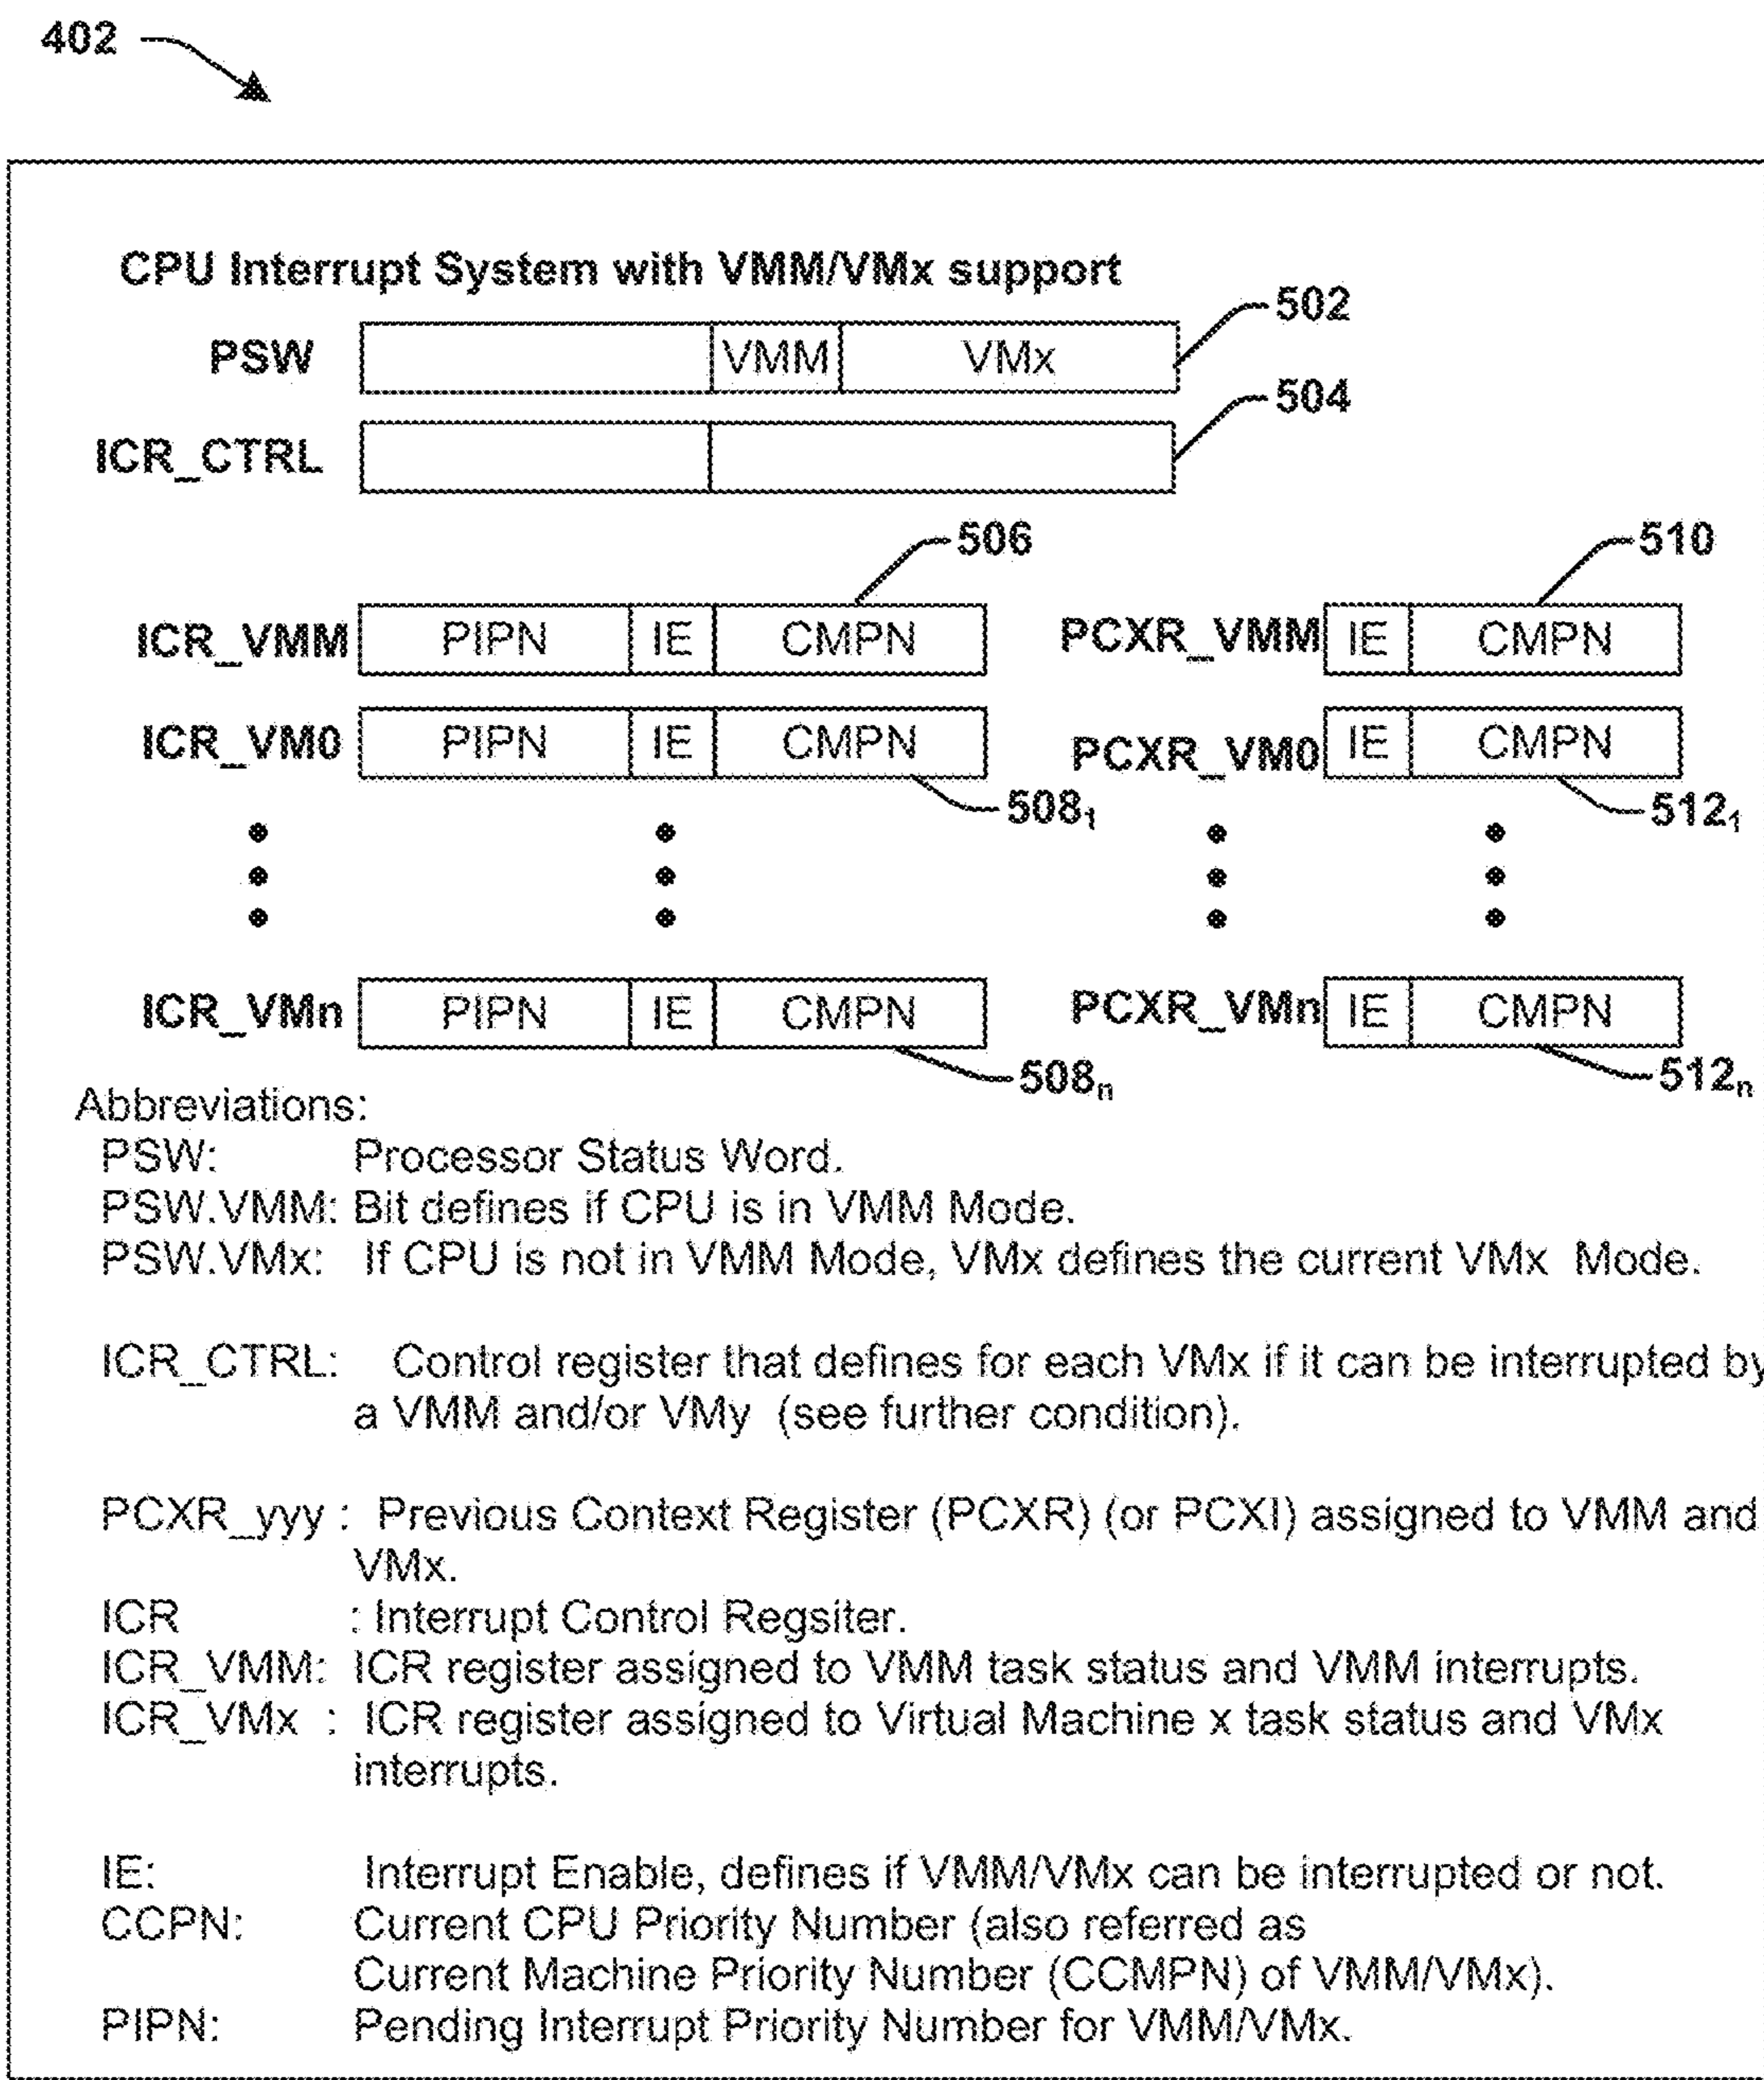 402
CPU Interrupt System with VMM/VMx support
PSW VMM VMx 502
ICR_CTRL 504
506 510
ICR_VMM PIPN IE CMPN PCXR_VMM IE CMPN
ICR_VM0 PIPN IE CMPN PCXR_VM0 IE CMPN
508₁ 512₁
ICR_VMn PIPN IE CMPN PCXR_VMn IE CMPN
508ₙ 512ₙ
Abbreviations:
PSW: Processor Status Word.
PSW.VMM: Bit defines if CPU is in VMM Mode.
PSW.VMx: If CPU is not in VMM Mode, VMx defines the current VMx Mode.
ICR_CTRL: Control register that defines for each VMx if it can be interrupted by
a VMM and/or VMy (see further condition).
PCXR_yyy : Previous Context Register (PCXR) (or PCXI) assigned to VMM and
VMx.
ICR : Interrupt Control Regsiter.
ICR_VMM: ICR register assigned to VMM task status and VMM interrupts.
ICR_VMx : ICR register assigned to Virtual Machine x task status and VMx
interrupts.
IE: Interrupt Enable, defines if VMM/VMx can be interrupted or not.
CCPN: Current CPU Priority Number (also referred as
Current Machine Priority Number (CCMPN) of VMM/VMx).
PIPN: Pending Interrupt Priority Number for VMM/VMx.